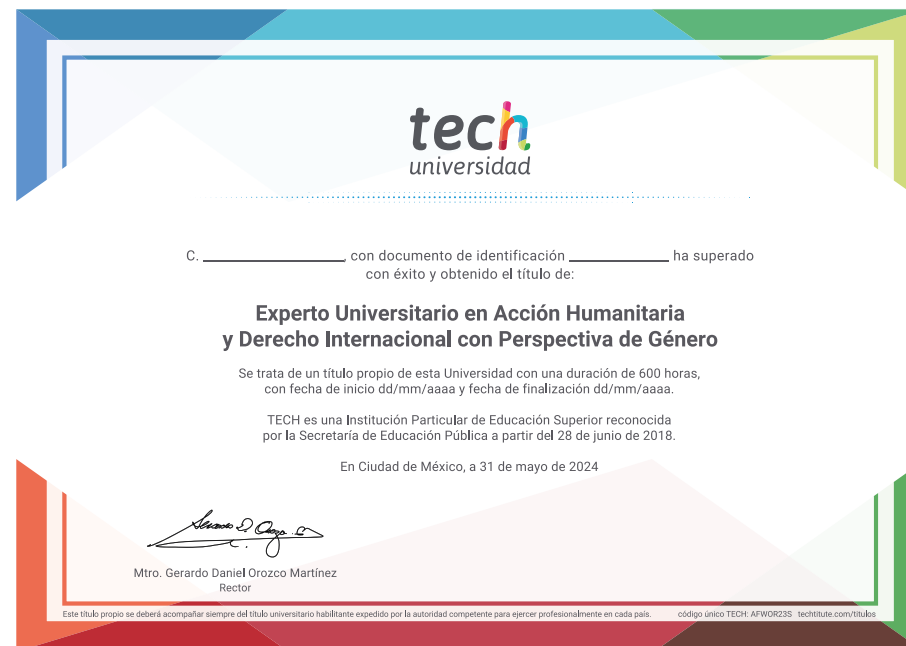 tech
universidad
C. , con documento de identificación ha superado
con éxito y obtenido el título de:
Experto Universitario en Acción Humanitaria
y Derecho Internacional con Perspectiva de Género
Se trata de un título propio de esta Universidad con una duración de 600 horas,
con fecha de inicio dd/mm/aaaa y fecha de finalización dd/mm/aaaa.
TECH es una Institución Particular de Educación Superior reconocida
por la Secretaría de Educación Pública a partir del 28 de junio de 2018.
En Ciudad de México, a 31 de mayo de 2024
Mtro. Gerardo Daniel Orozco Martínez
Rector
Este título propio se deberá acompañar siempre del título universitario habilitante expedido por la autoridad competente para ejercer profesionalmente en cada país. código único TECH: AFWOR23S techtitute.com/titulos